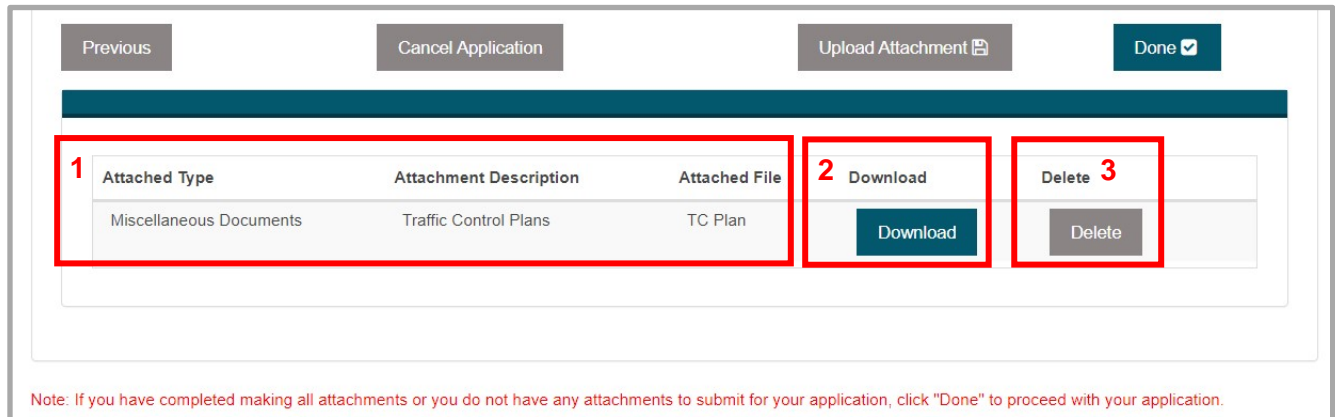 Previous Cancel Application Upload Attachment Done
1 Attached Type Attachment Description Attached File 2 Download Delete 3
Miscellaneous Documents Traffic Control Plans TC Plan Download Delete
Note: If you have completed making all attachments or you do not have any attachments to submit for your application, click "Done" to proceed with your application.